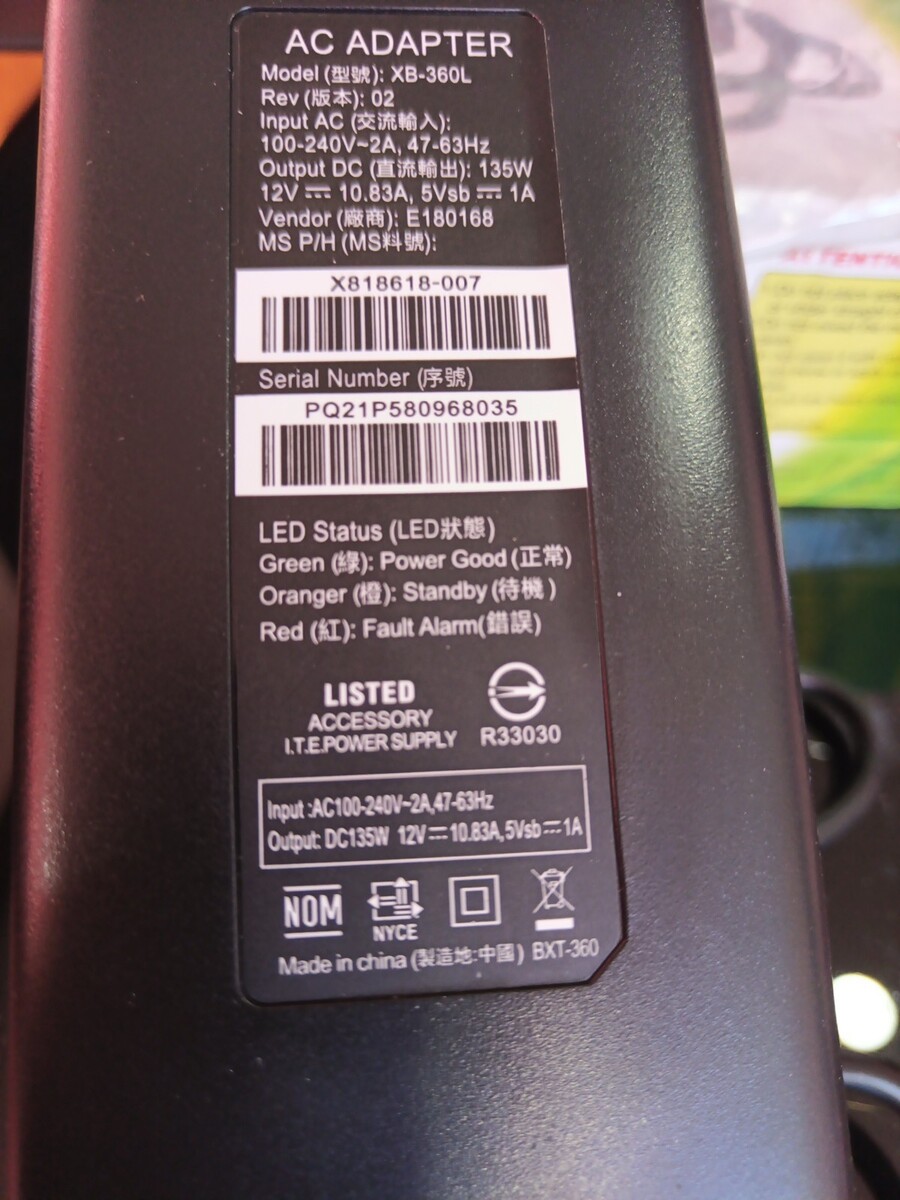 AC ADAPTER
Model (型號): XB-360L
Rev (版本): 02
Input AC (交流輸入):
100-240V~2A, 47-63Hz
Output DC (直流輸出): 135W
12V ⎓ 10.83A, 5Vsb ⎓ 1A
Vendor (廠商): E180168
MS P/H (MS料號):
X818618-007
Serial Number (序號)
PQ21P580968035
LED Status (LED狀態)
Green (綠): Power Good (正常)
Oranger (橙): Standby (待機)
Red (紅): Fault Alarm(錯誤)
LISTED
ACCESSORY
I.T.E.POWER SUPPLY
R33030
Input :AC100-240V~2A,47-63Hz
Output: DC135W 12V⎓10.83A,5Vsb⎓1A
NOM
NYCE
Made in china (製造地:中國) BXT-360